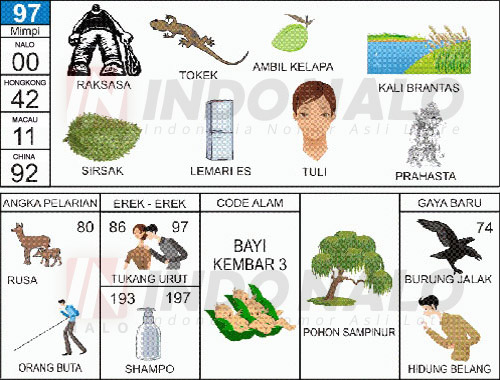 97
Mimpi
NALO
00
HONGKONG
42
MACAU
11
CHINA
92
RAKSASA
TOKEK
AMBIL KELAPA
KALI BRANTAS
INDONALO
Indonesia Nomor Asli Lore
SIRSAK
LEMARI ES
TULI
PRAHASTA
ANGKA PELARIAN
EREK - EREK
CODE ALAM
GAYA BARU
80
RUSA
ORANG BUTA
86 97
TUKANG URUT
193 197
SHAMPO
BAYI
KEMBAR 3
POHON SAMPINUR
74
BURUNG JALAK
HIDUNG BELANG
INDONALO